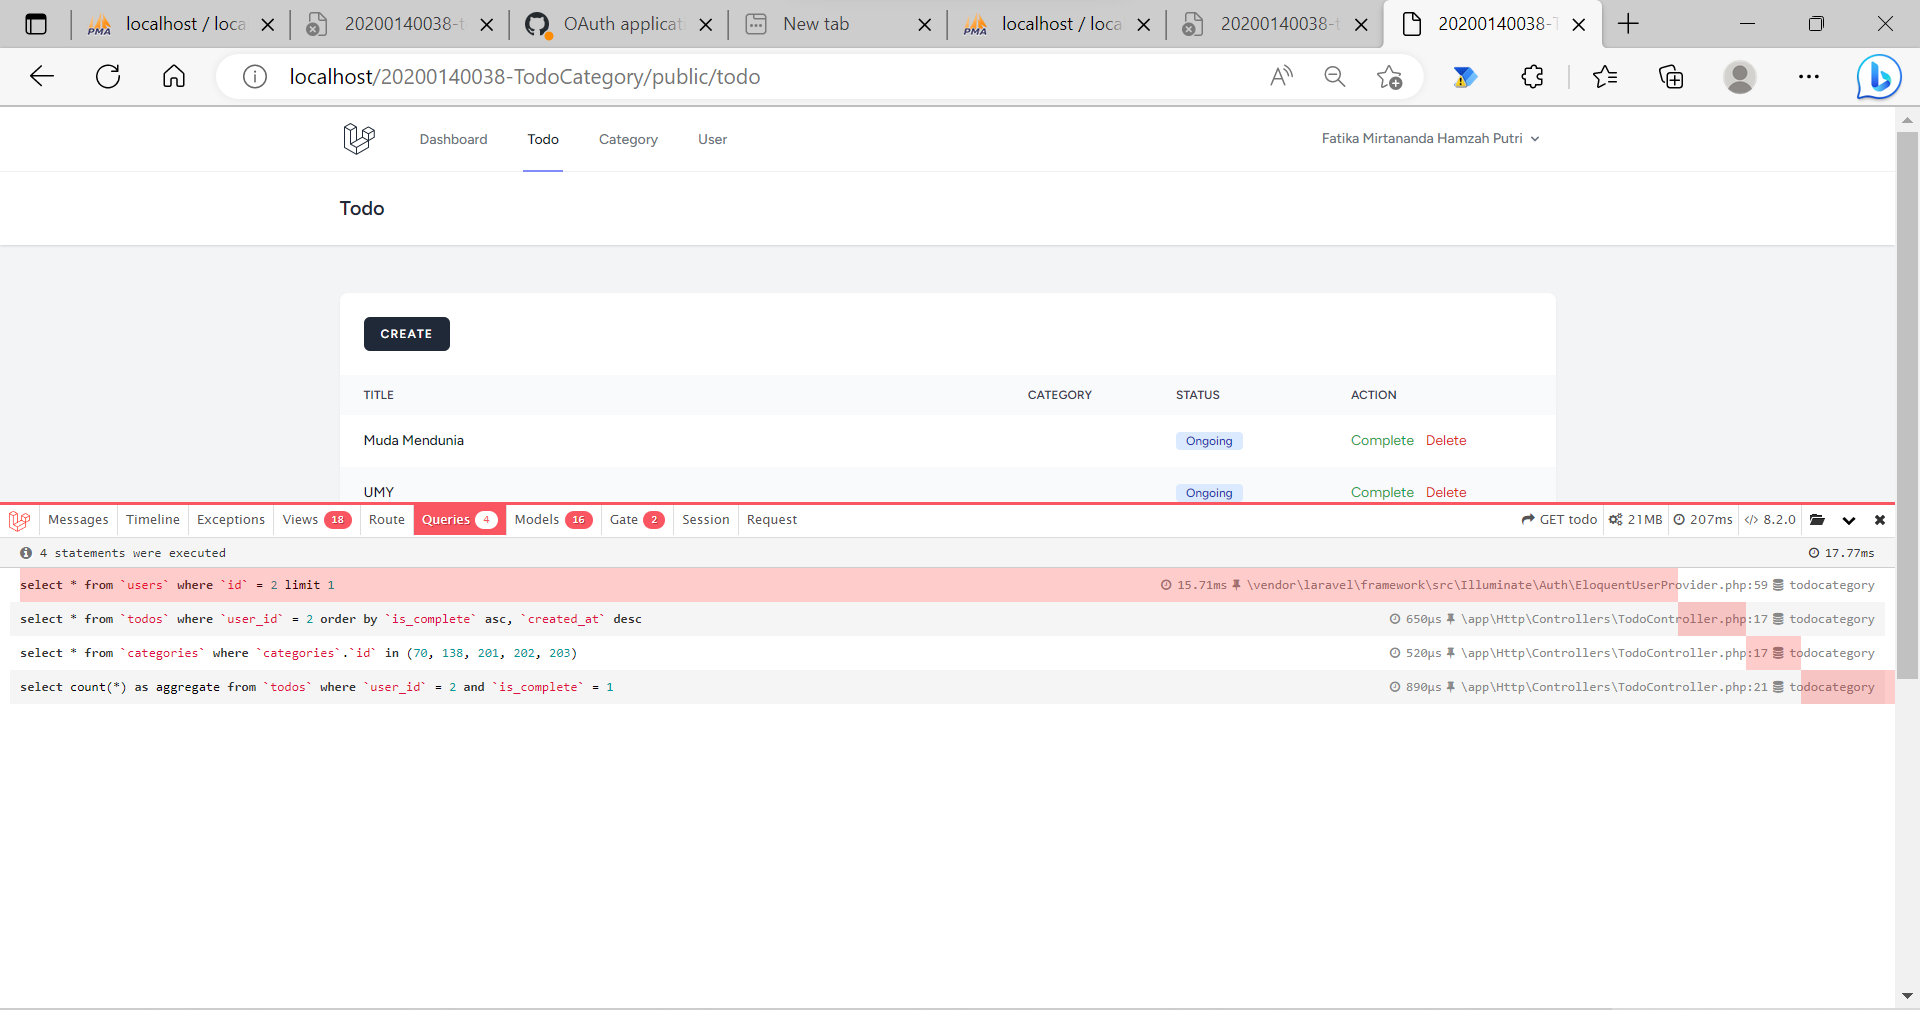 localhost / loca
20200140038-t
OAuth applicati
New tab
localhost / loca
20200140038-t
20200140038-T
localhost/20200140038-TodoCategory/public/todo
Dashboard Todo Category User
Fatika Mirtananda Hamzah Putri
Todo
CREATE
TITLE CATEGORY STATUS ACTION
Muda Mendunia Ongoing Complete Delete
UMY Ongoing Complete Delete
Messages Timeline Exceptions Views 18 Route Queries 4 Models 16 Gate 2 Session Request GET todo 21MB 207ms </> 8.2.0
4 statements were executed 17.77ms
select * from `users` where `id` = 2 limit 1 15.71ms \vendor\laravel\framework\src\Illuminate\Auth\EloquentUserProvider.php:59 todocategory
select * from `todos` where `user_id` = 2 order by `is_complete` asc, `created_at` desc 650μs \app\Http\Controllers\TodoController.php:17 todocategory
select * from `categories` where `categories`.`id` in (70, 138, 201, 202, 203) 520μs \app\Http\Controllers\TodoController.php:17 todocategory
select count(*) as aggregate from `todos` where `user_id` = 2 and `is_complete` = 1 890μs \app\Http\Controllers\TodoController.php:21 todocategory